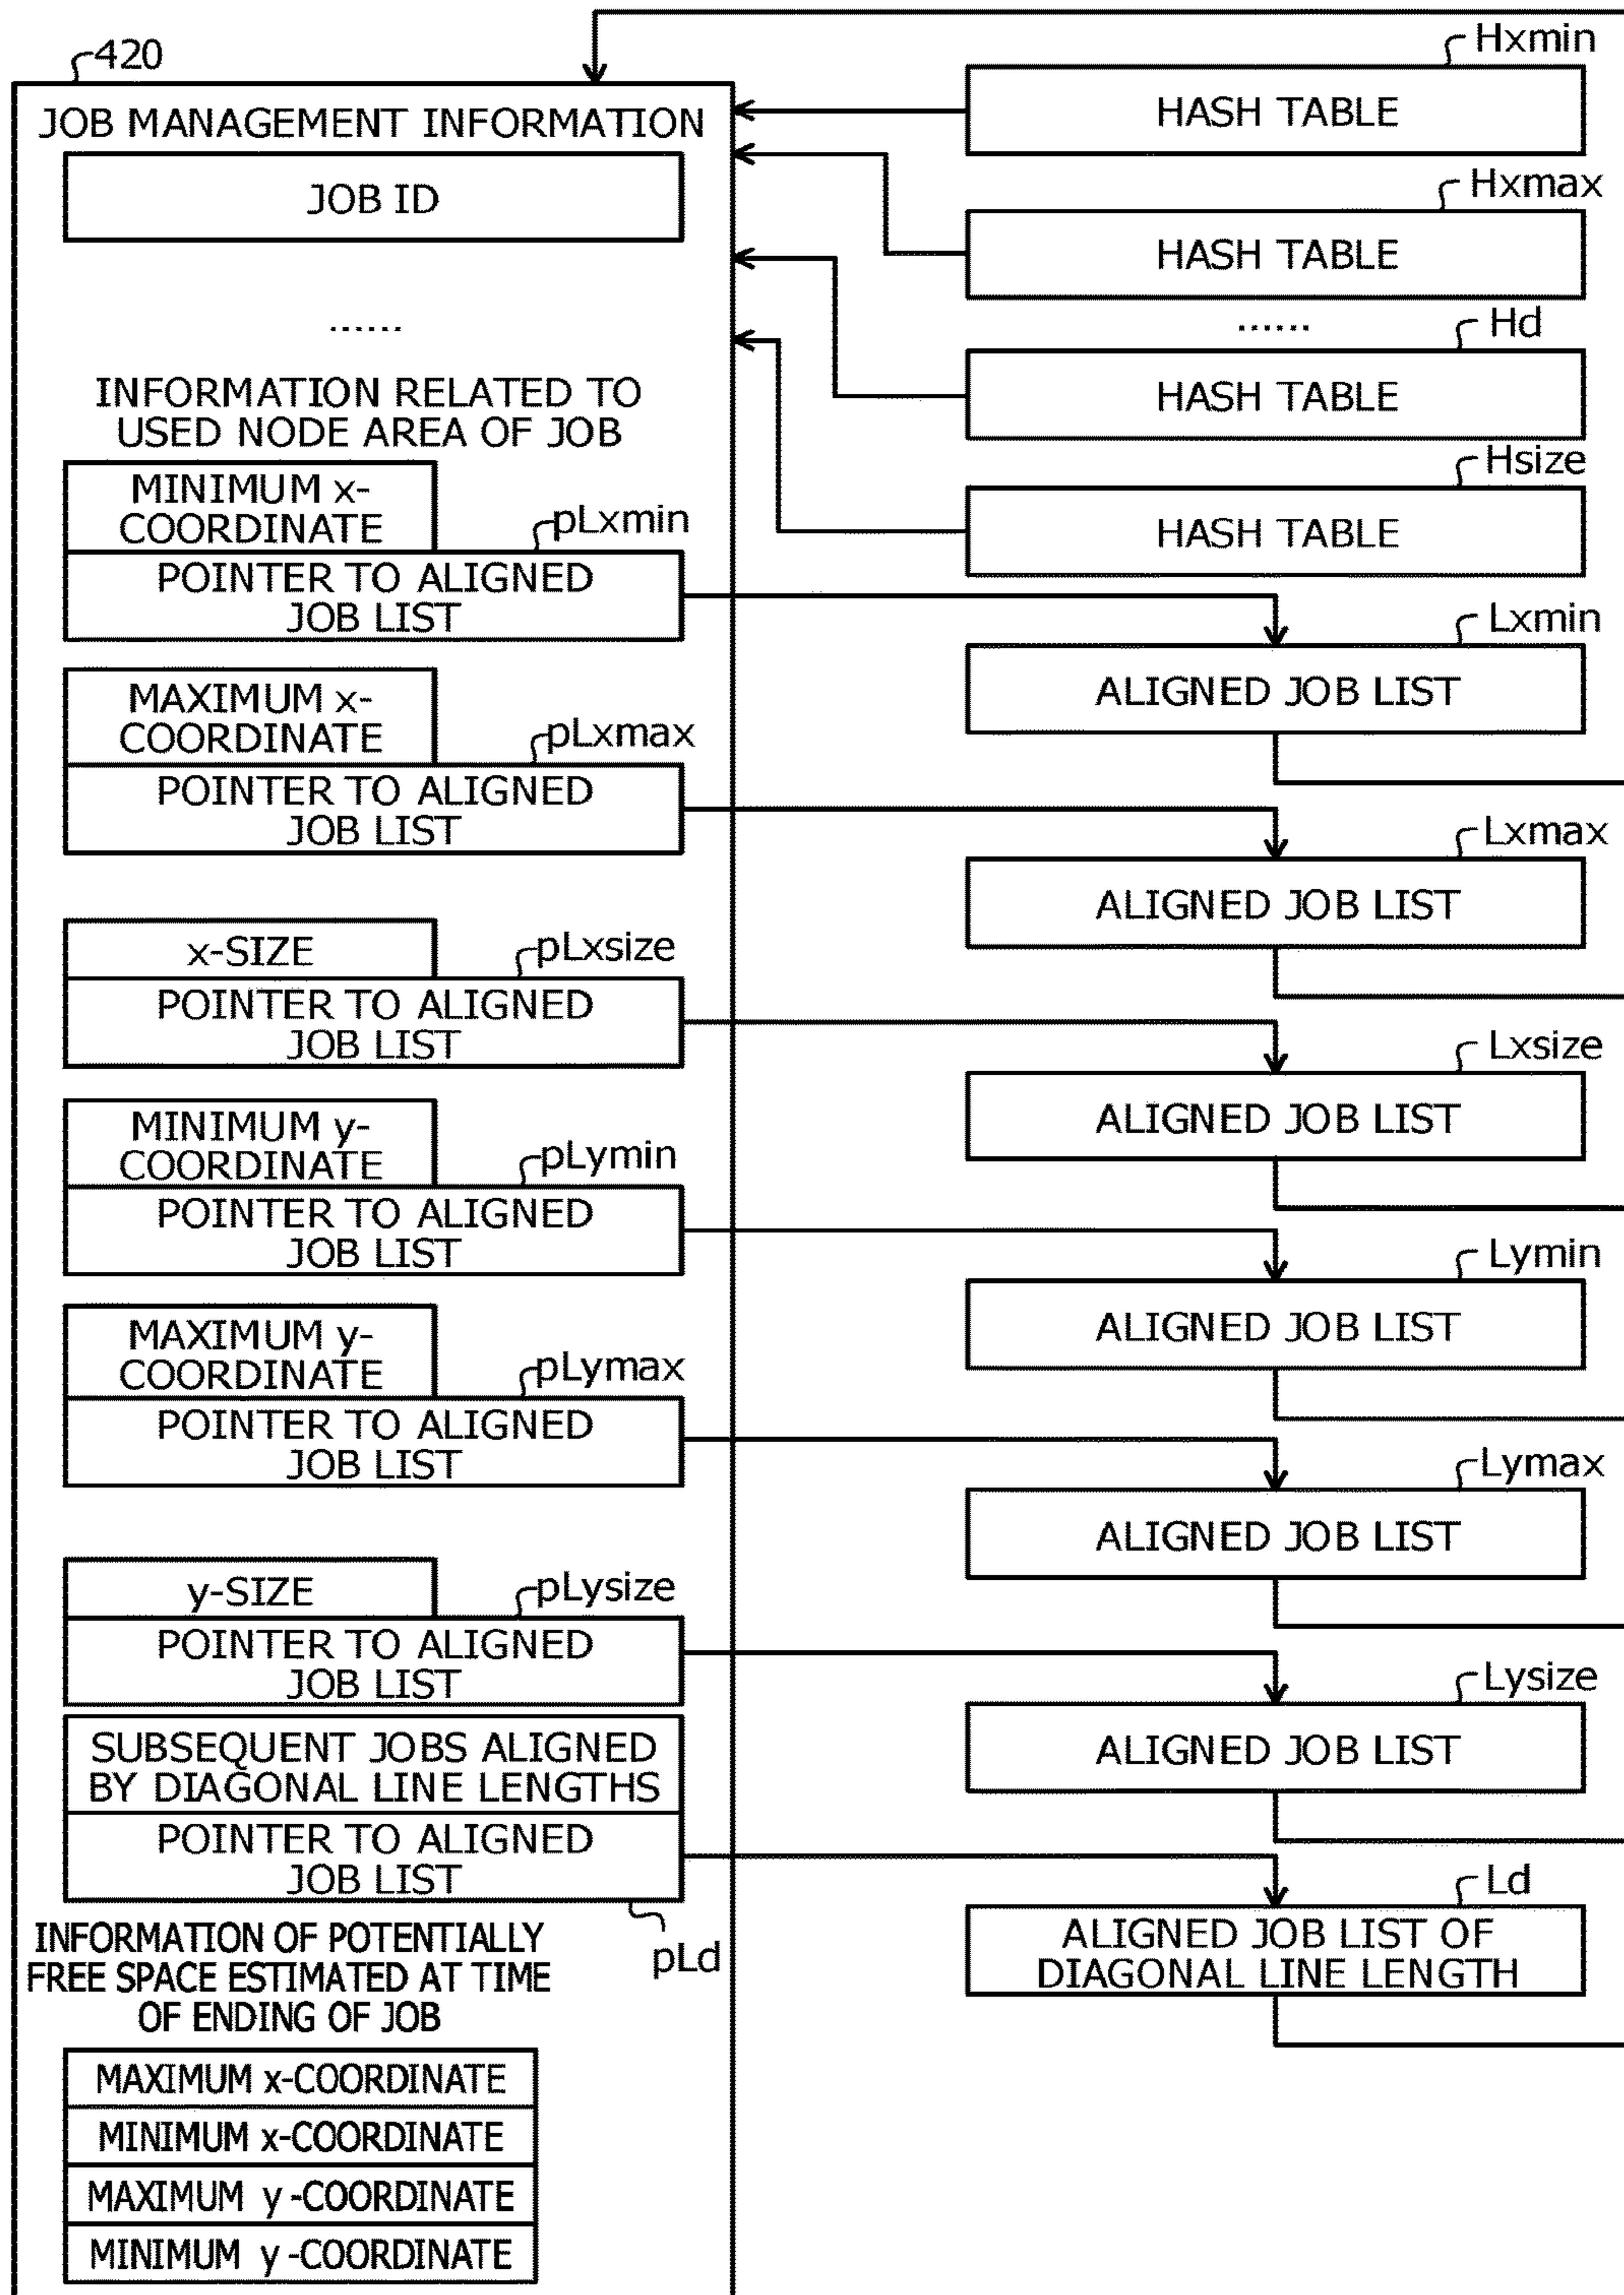 420
JOB MANAGEMENT INFORMATION
JOB ID
......
INFORMATION RELATED TO
USED NODE AREA OF JOB
MINIMUM x-
COORDINATE
pLxmin
POINTER TO ALIGNED
JOB LIST
MAXIMUM x-
COORDINATE
pLxmax
POINTER TO ALIGNED
JOB LIST
x-SIZE
pLxsize
POINTER TO ALIGNED
JOB LIST
MINIMUM y-
COORDINATE
pLymin
POINTER TO ALIGNED
JOB LIST
MAXIMUM y-
COORDINATE
pLymax
POINTER TO ALIGNED
JOB LIST
y-SIZE
pLysize
POINTER TO ALIGNED
JOB LIST
SUBSEQUENT JOBS ALIGNED
BY DIAGONAL LINE LENGTHS
POINTER TO ALIGNED
JOB LIST
pLd
INFORMATION OF POTENTIALLY
FREE SPACE ESTIMATED AT TIME
OF ENDING OF JOB
MAXIMUM x-COORDINATE
MINIMUM x-COORDINATE
MAXIMUM y-COORDINATE
MINIMUM y-COORDINATE
Hxmin
HASH TABLE
Hxmax
HASH TABLE
......
Hd
HASH TABLE
Hsize
HASH TABLE
Lxmin
ALIGNED JOB LIST
Lxmax
ALIGNED JOB LIST
Lxsize
ALIGNED JOB LIST
Lymin
ALIGNED JOB LIST
Lymax
ALIGNED JOB LIST
Lysize
ALIGNED JOB LIST
Ld
ALIGNED JOB LIST OF
DIAGONAL LINE LENGTH